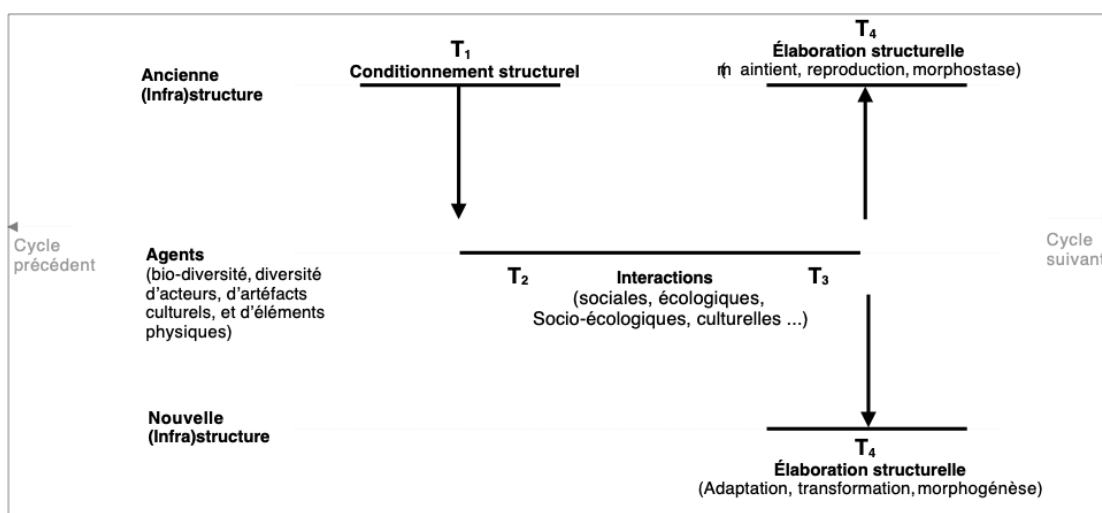 T₁
Conditionnement structurel
T₄
Élaboration structurelle
(m aintient, reproduction, morphostase)
Ancienne
(Infra)structure
Cycle
précédent
Agents
(bio-diversité, diversité
d'acteurs, d'artéfacts
culturels, et d'éléments
physiques)
T₂
Interactions
(sociales, écologiques,
Socio-écologiques, culturelles ...)
T₃
Cycle
suivant
Nouvelle
(Infra)structure
T₄
Élaboration structurelle
(Adaptation, transformation, morphogénèse)